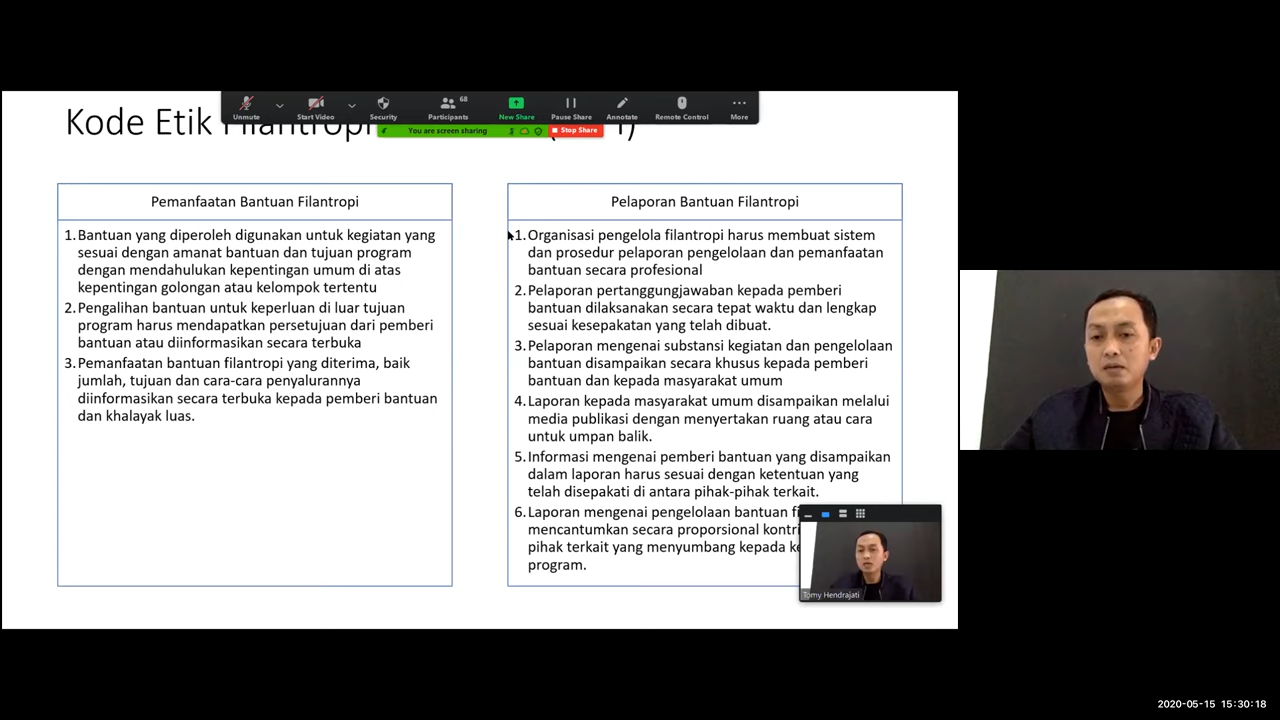 Kode Etik Filantropi
Unmute
Start Video
Security
68
Participants
New Share
Pause Share
Annotate
Remote Control
More
You are screen sharing
Stop Share
Pemanfaatan Bantuan Filantropi
1. Bantuan yang diperoleh digunakan untuk kegiatan yang
sesuai dengan amanat bantuan dan tujuan program
dengan mendahulukan kepentingan umum di atas
kepentingan golongan atau kelompok tertentu
2. Pengalihan bantuan untuk keperluan di luar tujuan
program harus mendapatkan persetujuan dari pemberi
bantuan atau diinformasikan secara terbuka
3. Pemanfaatan bantuan filantropi yang diterima, baik
jumlah, tujuan dan cara-cara penyalurannya
diinformasikan secara terbuka kepada pemberi bantuan
dan khalayak luas.
Pelaporan Bantuan Filantropi
1. Organisasi pengelola filantropi harus membuat sistem
dan prosedur pelaporan pengelolaan dan pemanfaatan
bantuan secara profesional
2. Pelaporan pertanggungjawaban kepada pemberi
bantuan dilaksanakan secara tepat waktu dan lengkap
sesuai kesepakatan yang telah dibuat.
3. Pelaporan mengenai substansi kegiatan dan pengelolaan
bantuan disampaikan secara khusus kepada pemberi
bantuan dan kepada masyarakat umum
4. Laporan kepada masyarakat umum disampaikan melalui
media publikasi dengan menyertakan ruang atau cara
untuk umpan balik.
5. Informasi mengenai pemberi bantuan yang disampaikan
dalam laporan harus sesuai dengan ketentuan yang
telah disepakati di antara pihak-pihak terkait.
6. Laporan mengenai pengelolaan bantuan
mencantumkan secara proporsional
pihak terkait yang menyumbang kepada
program.
Tomy Hendrajati
2020-05-15 15:30:18